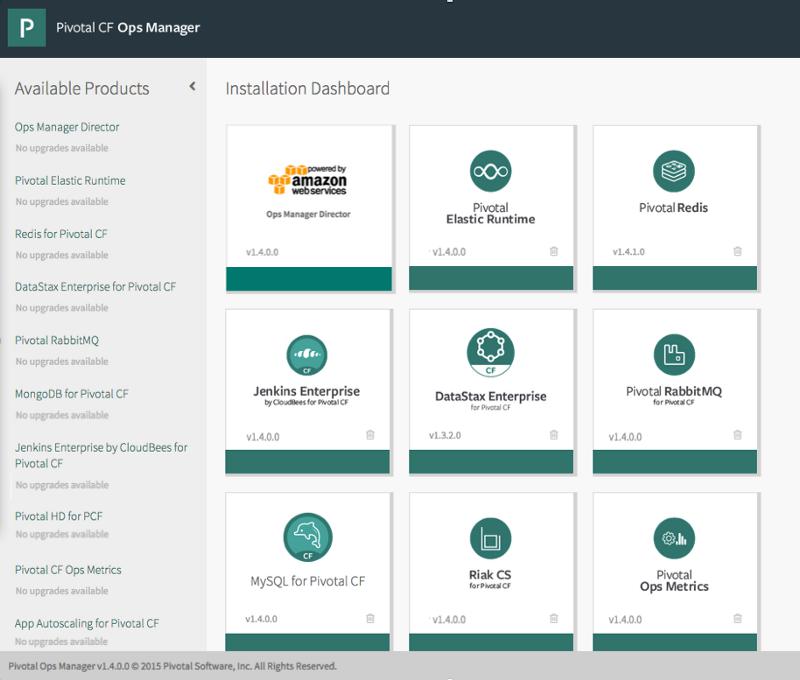 P
Pivotal CF Ops Manager
Available Products
Ops Manager Director
No upgrades available
Pivotal Elastic Runtime
No upgrades available
Redis for Pivotal CF
No upgrades available
DataStax Enterprise for Pivotal CF
No upgrades available
Pivotal RabbitMQ
No upgrades available
MongoDB for Pivotal CF
No upgrades available
Jenkins Enterprise by CloudBees for
Pivotal CF
No upgrades available
Pivotal HD for PCF
No upgrades available
Pivotal CF Ops Metrics
No upgrades available
App Autoscaling for Pivotal CF
No upgrades available
Installation Dashboard
powered by
amazon
webservices
Ops Manager Director
v1.4.0.0
Pivotal
Elastic Runtime
v1.4.0.0
Pivotal Redis
v1.4.1.0
CF
Jenkins Enterprise
by CloudBees for Pivotal CF
v1.4.0.0
CF
DataStax Enterprise
for Pivotal CF
v1.3.2.0
Pivotal RabbitMQ
for Pivotal CF
v1.4.0.0
CF
MySQL for Pivotal CF
v1.4.0.0
Riak CS
for Pivotal CF
v1.4.0.0
Pivotal
Ops Metrics
v1.4.0.0
Pivotal Ops Manager v1.4.0.0 © 2015 Pivotal Software, Inc. All Rights Reserved.